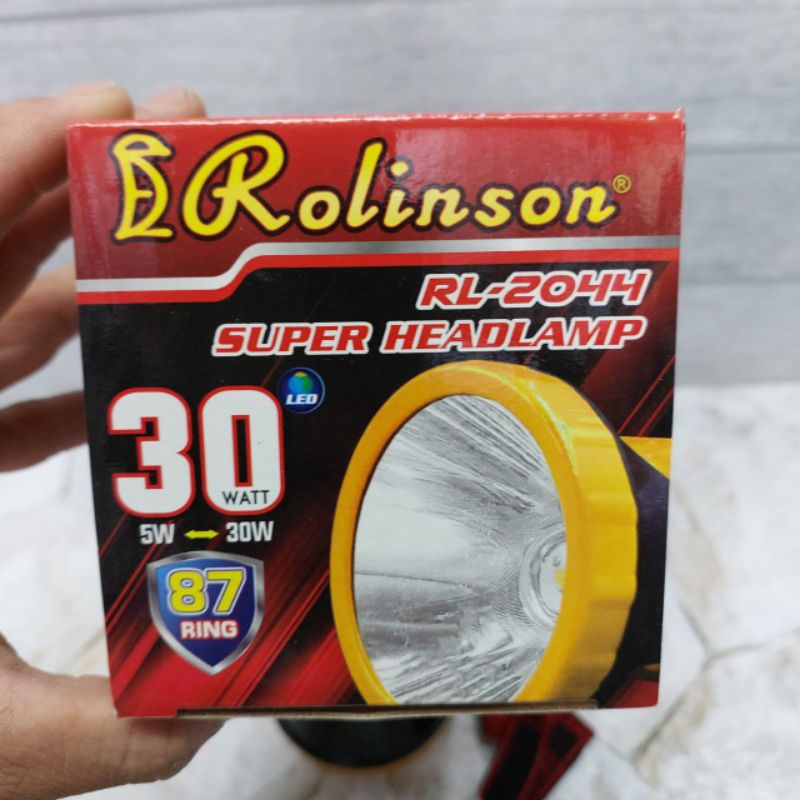 Rolinson®
RL-2044
SUPER HEADLAMP
30
WATT
LED
5W 30W
87
RING